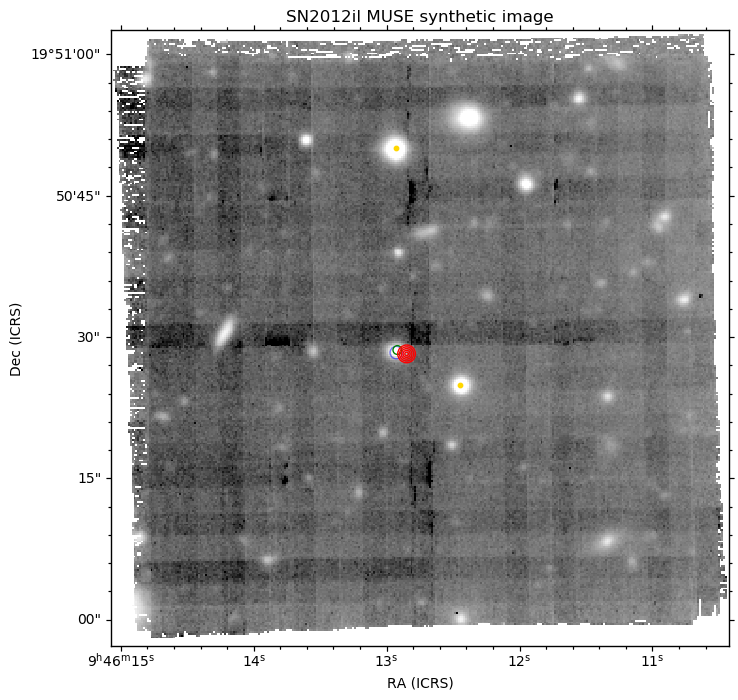 SN2012il MUSE synthetic image
19°51'00"
50'45"
30"
15"
00"
Dec (ICRS)
9ʰ46ᵐ15ˢ
14ˢ
13ˢ
12ˢ
11ˢ
RA (ICRS)